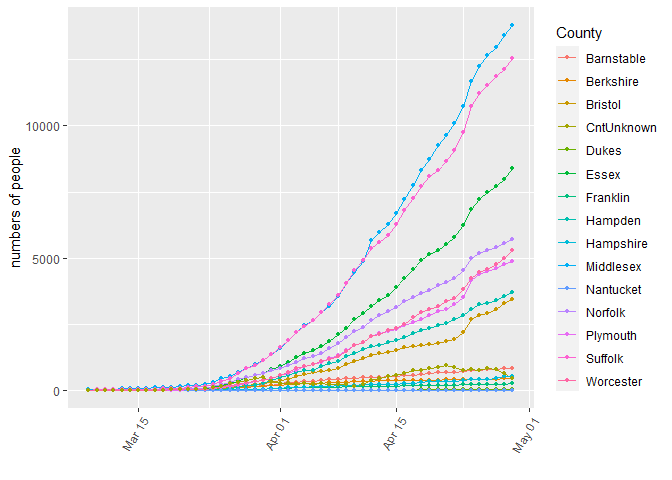 County
Barnstable
Berkshire
Bristol
CntUnknown
Dukes
Essex
Franklin
Hampden
Hampshire
Middlesex
Nantucket
Norfolk
Plymouth
Suffolk
Worcester
nurmbers of people
10000
5000
0
Mar 15
Apr 01
Apr 15
May 01